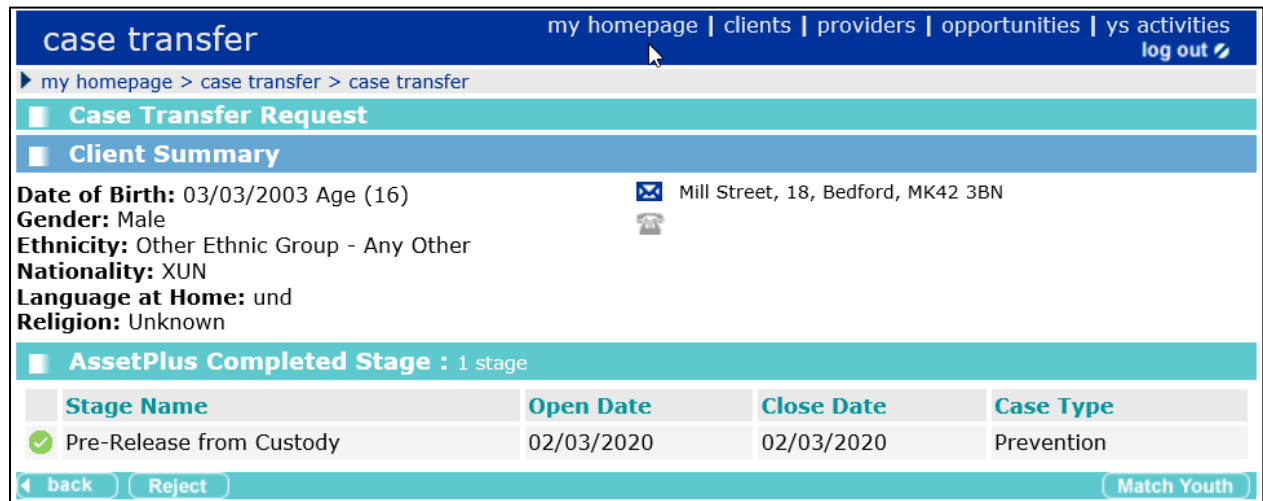 case transfer
my homepage | clients | providers | opportunities | ys activities
log out
my homepage > case transfer > case transfer
Case Transfer Request
Client Summary
Date of Birth: 03/03/2003 Age (16)
Mill Street, 18, Bedford, MK42 3BN
Gender: Male
Ethnicity: Other Ethnic Group - Any Other
Nationality: XUN
Language at Home: und
Religion: Unknown
AssetPlus Completed Stage : 1 stage
Stage Name Open Date Close Date Case Type
Pre-Release from Custody 02/03/2020 02/03/2020 Prevention
back Reject Match Youth